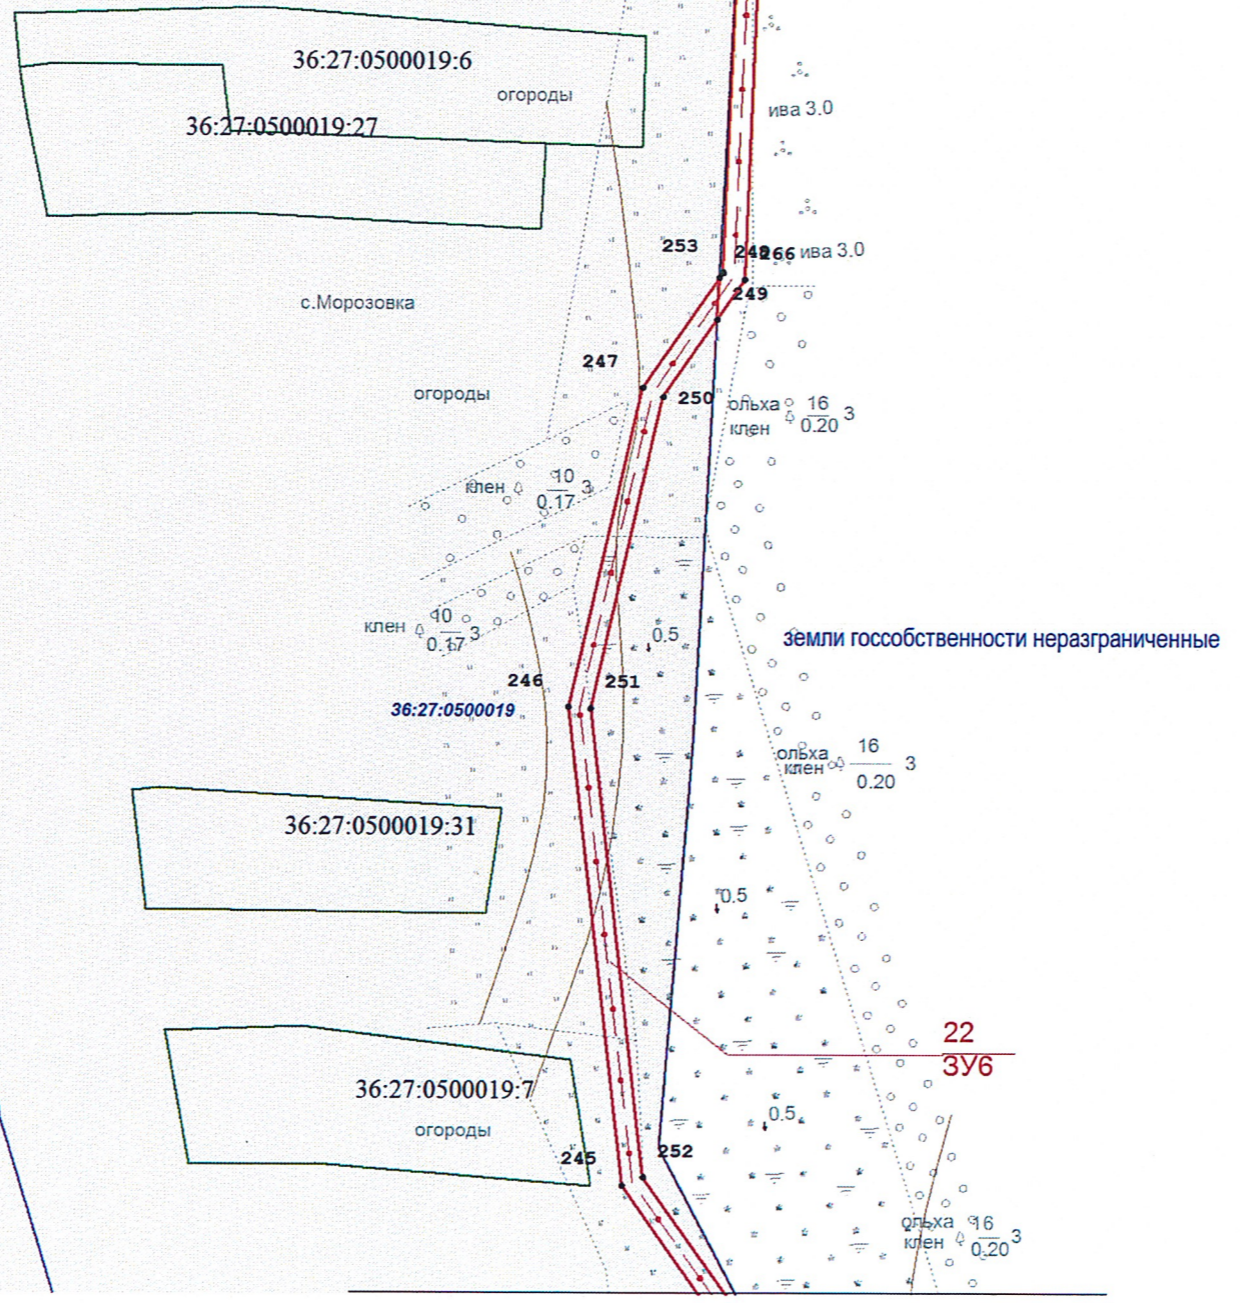 36:27:0500019:6
огороды
36:27:0500019:27
ива 3.0
253
248
266
ива 3.0
249
с.Морозовка
247
огороды
250
ольха
клен
16
0.20
3
клен
10
0.17
3
клен
10
0.17
3
0.5
земли госсобственности неразграниченные
246
251
36:27:0500019
ольха
клен
16
0.20
3
36:27:0500019:31
0.5
22
ЗУ6
36:27:0500019:7
огороды
0.5
245
252
ольха
клен
16
0.20
3